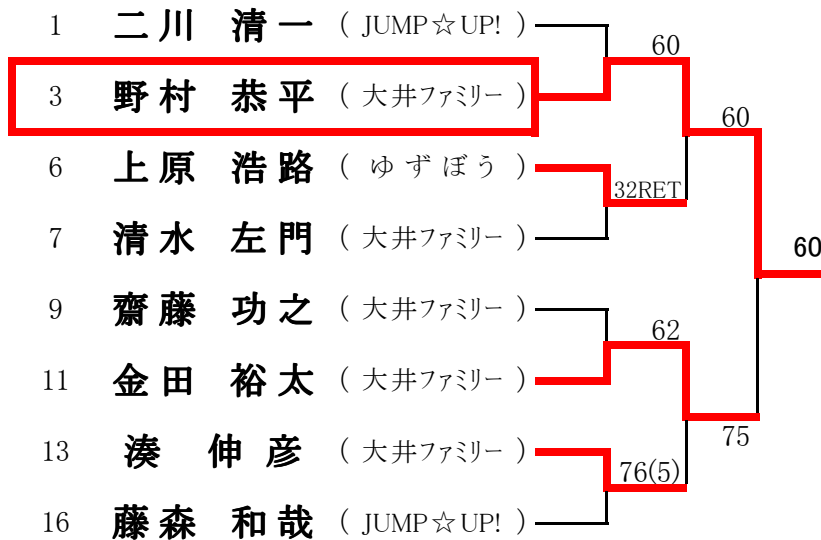 1 二川 清一 ( JUMP☆UP! )
60
3 野村 恭平 ( 大井ファミリー )
60
6 上原 浩路 ( ゆずぼう )
32RET
7 清水 左門 ( 大井ファミリー )
60
9 齋藤 功之 ( 大井ファミリー )
62
11 金田 裕太 ( 大井ファミリー )
75
13 湊 伸彦 ( 大井ファミリー )
76(5)
16 藤森 和哉 ( JUMP☆UP! )